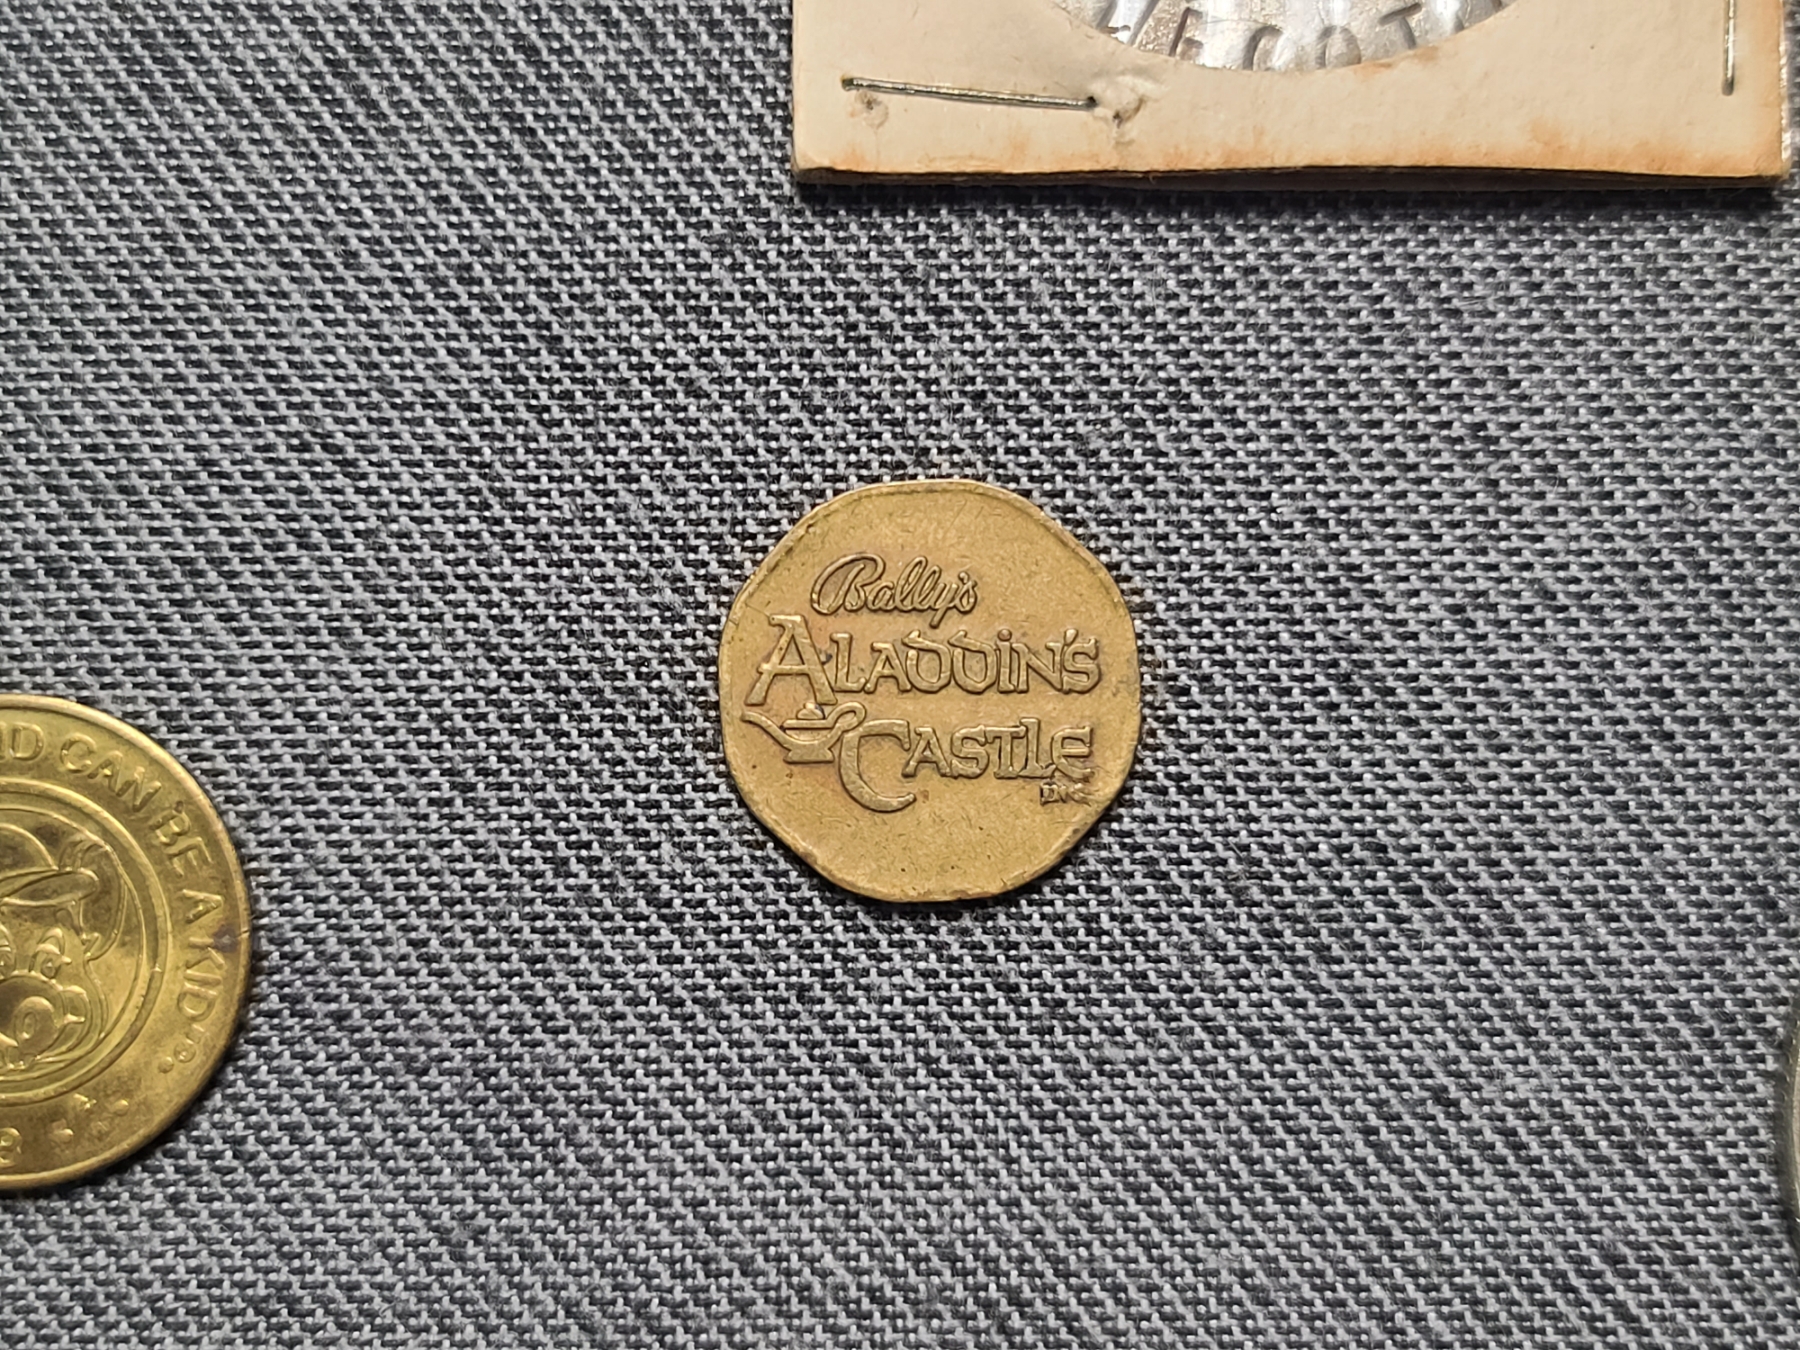 Bally's
ALADDIN'S
CASTLE
INC.
CAN BE A KID